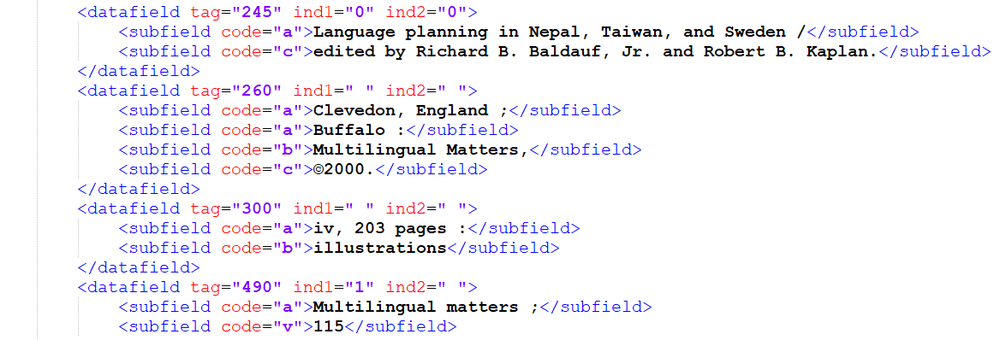 <datafield tag="245" ind1="0" ind2="0">
<subfield code="a">Language planning in Nepal, Taiwan, and Sweden /</subfield>
<subfield code="c">edited by Richard B. Baldauf, Jr. and Robert B. Kaplan.</subfield>
</datafield>
<datafield tag="260" ind1=" " ind2=" ">
<subfield code="a">Clevedon, England ;</subfield>
<subfield code="a">Buffalo :</subfield>
<subfield code="b">Multilingual Matters,</subfield>
<subfield code="c">©2000.</subfield>
</datafield>
<datafield tag="300" ind1=" " ind2=" ">
<subfield code="a">iv, 203 pages :</subfield>
<subfield code="b">illustrations</subfield>
</datafield>
<datafield tag="490" ind1="1" ind2=" ">
<subfield code="a">Multilingual matters ;</subfield>
<subfield code="v">115</subfield>